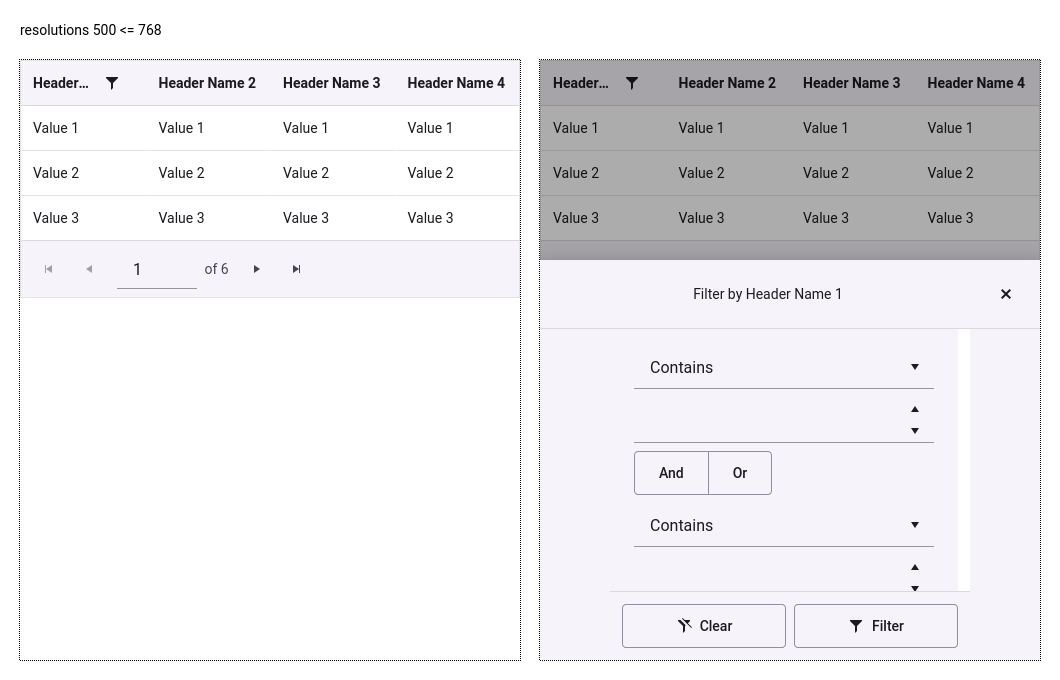 resolutions 500 <= 768
Header... Header Name 2 Header Name 3 Header Name 4
Value 1 Value 1 Value 1 Value 1
Value 2 Value 2 Value 2 Value 2
Value 3 Value 3 Value 3 Value 3
1 of 6
Header... Header Name 2 Header Name 3 Header Name 4
Value 1 Value 1 Value 1 Value 1
Value 2 Value 2 Value 2 Value 2
Value 3 Value 3 Value 3 Value 3
Filter by Header Name 1
Contains
And Or
Contains
Clear Filter